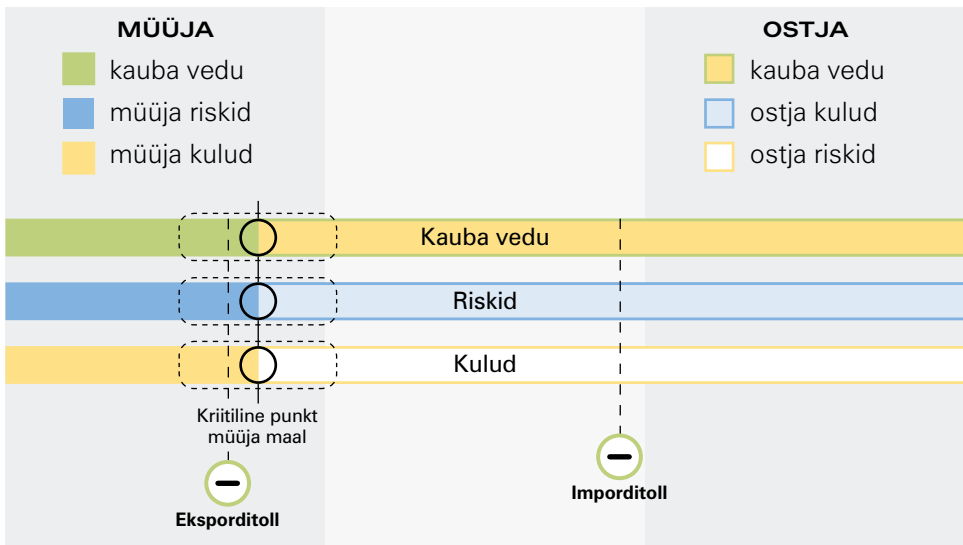 MÜÜJA
kauba vedu
müüja riskid
müüja kulud
OSTJA
kauba vedu
ostja kulud
ostja riskid
Kauba vedu
Riskid
Kulud
Kriitiline punkt
müüja maal
Eksporditoll
Imporditoll